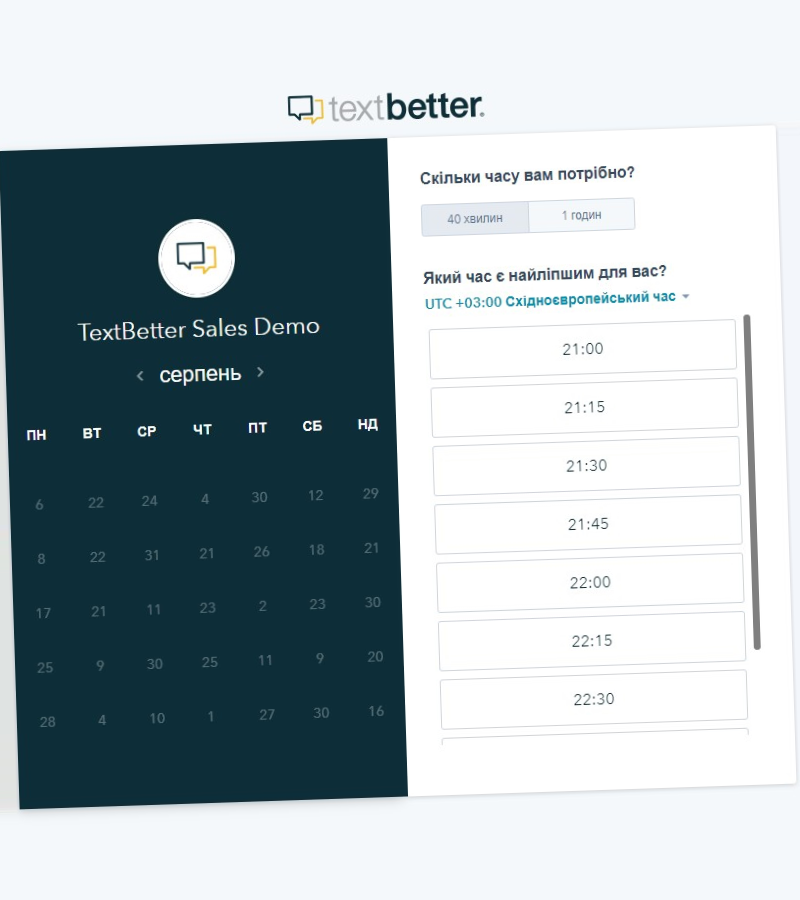 textbetter.
TextBetter Sales Demo
серпень
ПН ВТ СР ЧТ ПТ СБ НД
6 22 24 4 30 12 29
8 22 31 21 26 18 21
17 21 11 23 2 23 30
25 9 30 25 11 9 20
28 4 10 1 27 30 16
Скільки часу вам потрібно?
40 хвилин 1 годин
Який час є найліпшим для вас?
UTC +03:00 Східноєвропейський час
21:00
21:15
21:30
21:45
22:00
22:15
22:30